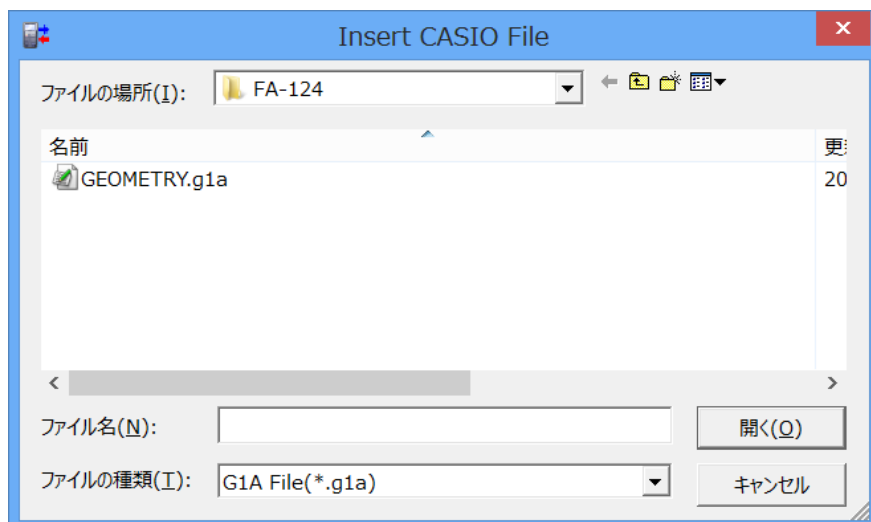 Insert CASIO File
ファイルの場所(I):
FA-124
名前
GEOMETRY.g1a
20
ファイル名(N):
開く(O)
ファイルの種類(T):
G1A File(*.g1a)
キャンセル